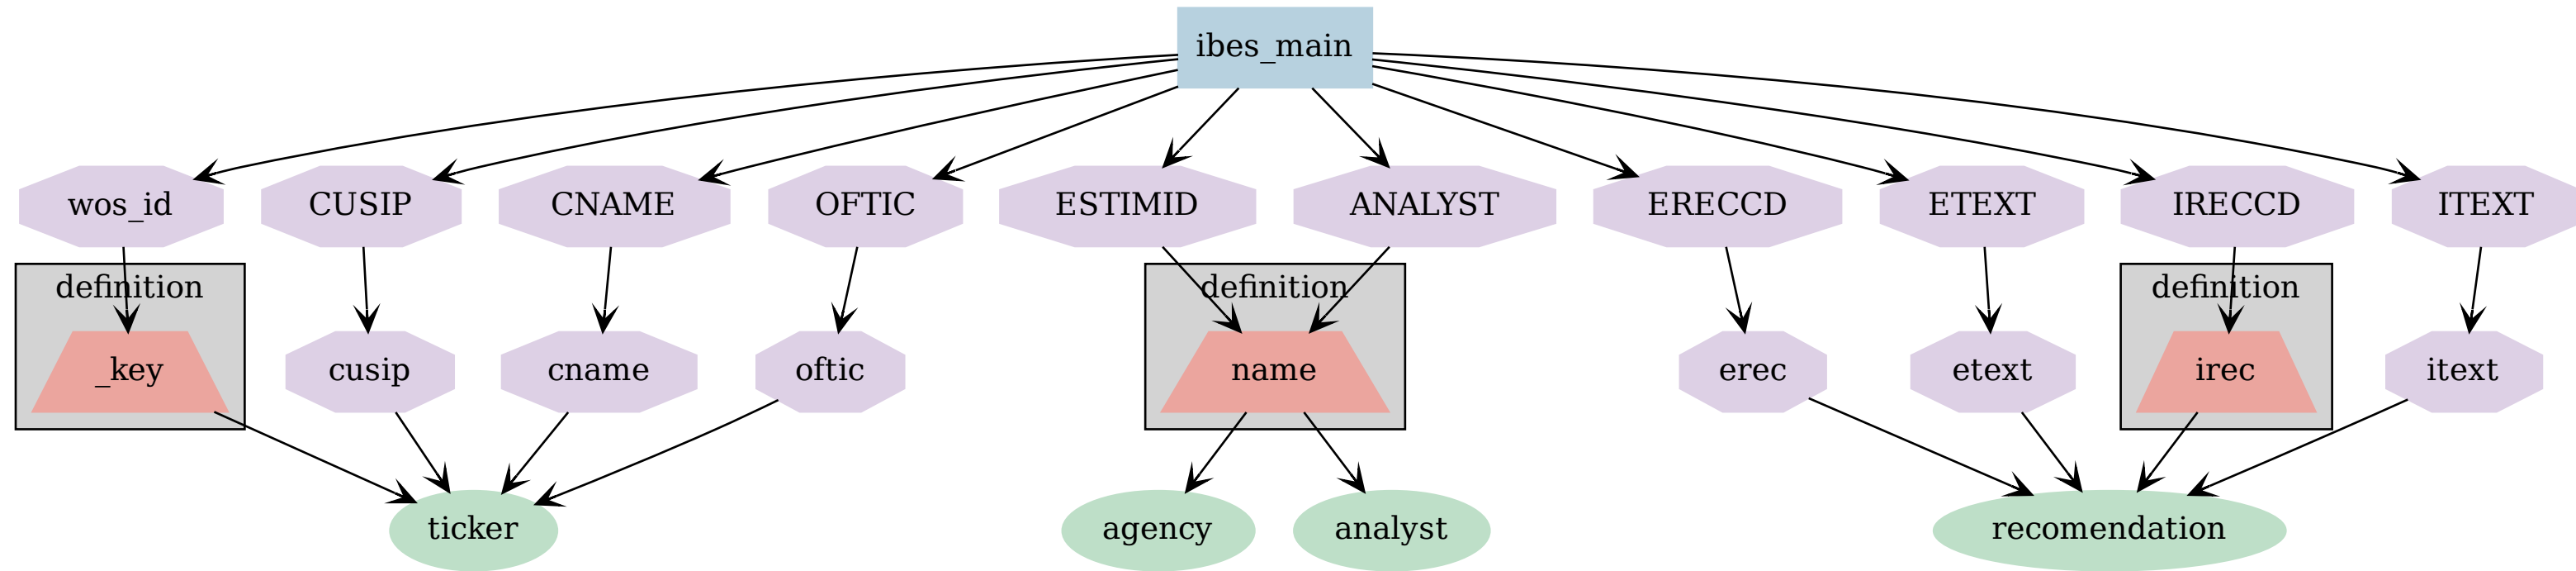 ibes_main
wos_id
CUSIP
CNAME
OFTIC
ESTIMID
ANALYST
ERECCD
ETEXT
IRECCD
ITEXT
definition
definition
definition
_key
cusip
cname
oftic
name
erec
etext
irec
itext
ticker
agency
analyst
recomendation